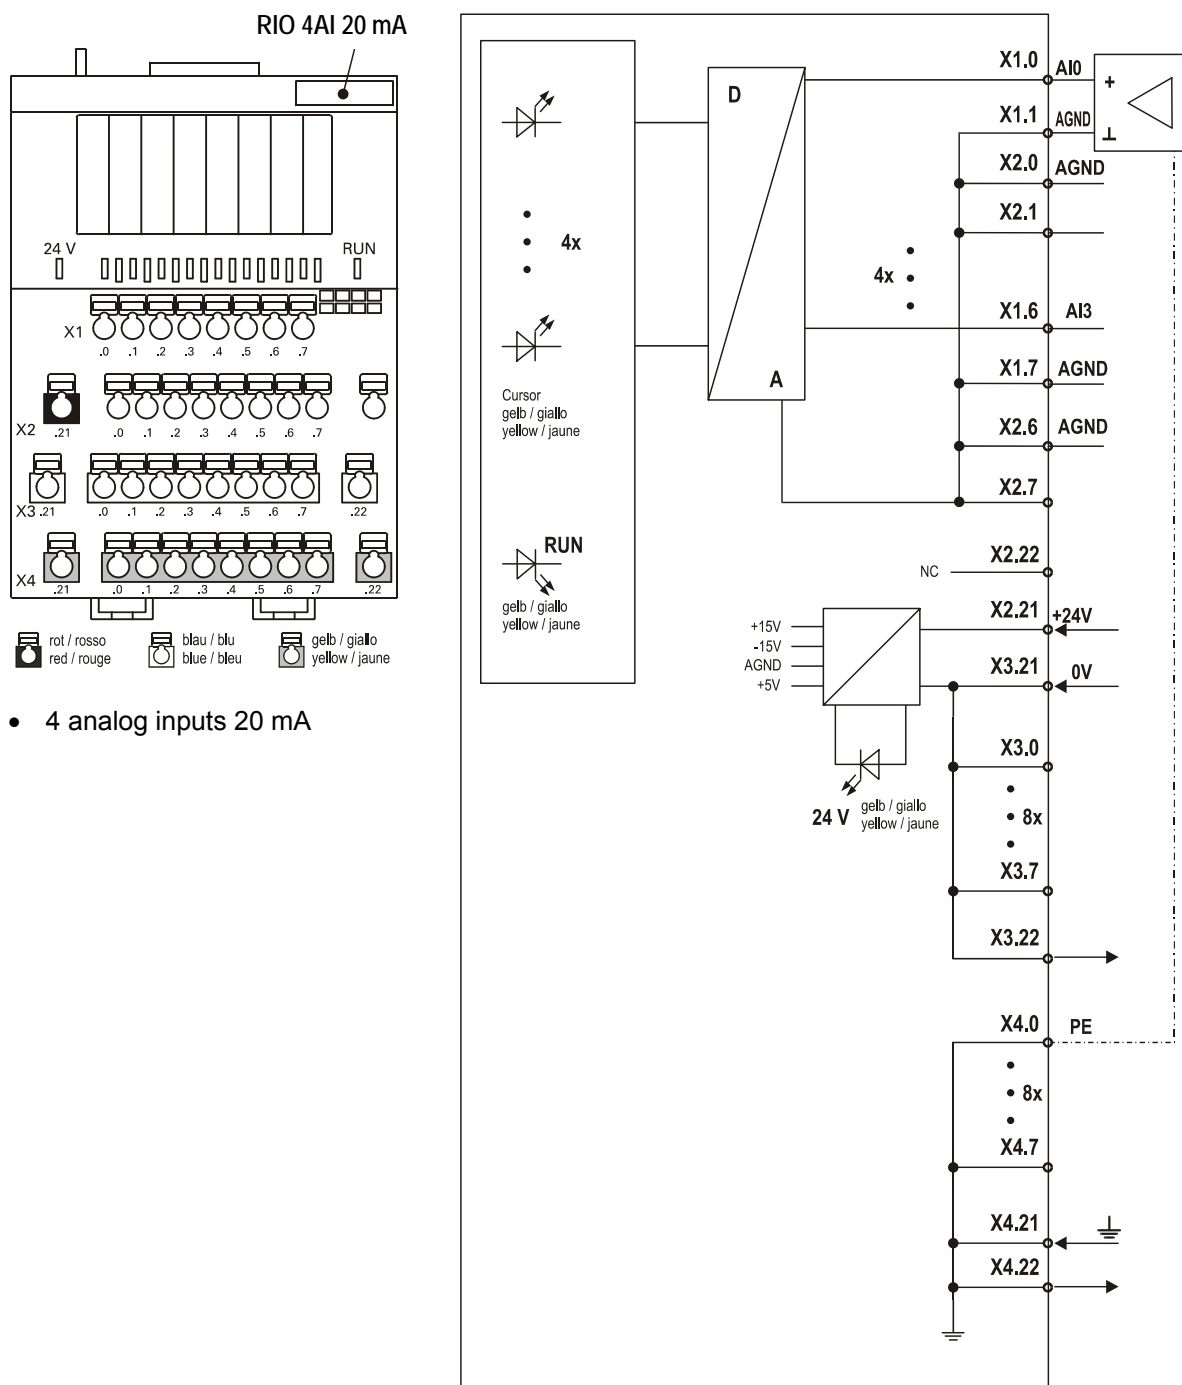 RIO 4AI 20 mA
24 V
RUN
X1
.0 .1 .2 .3 .4 .5 .6 .7
X2 .21 .0 .1 .2 .3 .4 .5 .6 .7
X3 .21 .0 .1 .2 .3 .4 .5 .6 .7 .22
X4 .21 .0 .1 .2 .3 .4 .5 .6 .7 .22
rot / rosso
red / rouge
blau / blu
blue / bleu
gelb / giallo
yellow / jaune
• 4 analog inputs 20 mA
4x
Cursor
gelb / giallo
yellow / jaune
RUN
gelb / giallo
yellow / jaune
D
A
4x
X1.0 AI0
+
X1.1 AGND
X2.0 AGND
X2.1
X1.6 AI3
X1.7 AGND
X2.6 AGND
X2.7
NC X2.22
X2.21 +24V
+15V
-15V
AGND
+5V
X3.21 0V
24 V
gelb / giallo
yellow / jaune
X3.0
8x
X3.7
X3.22
X4.0 PE
8x
X4.7
X4.21
X4.22